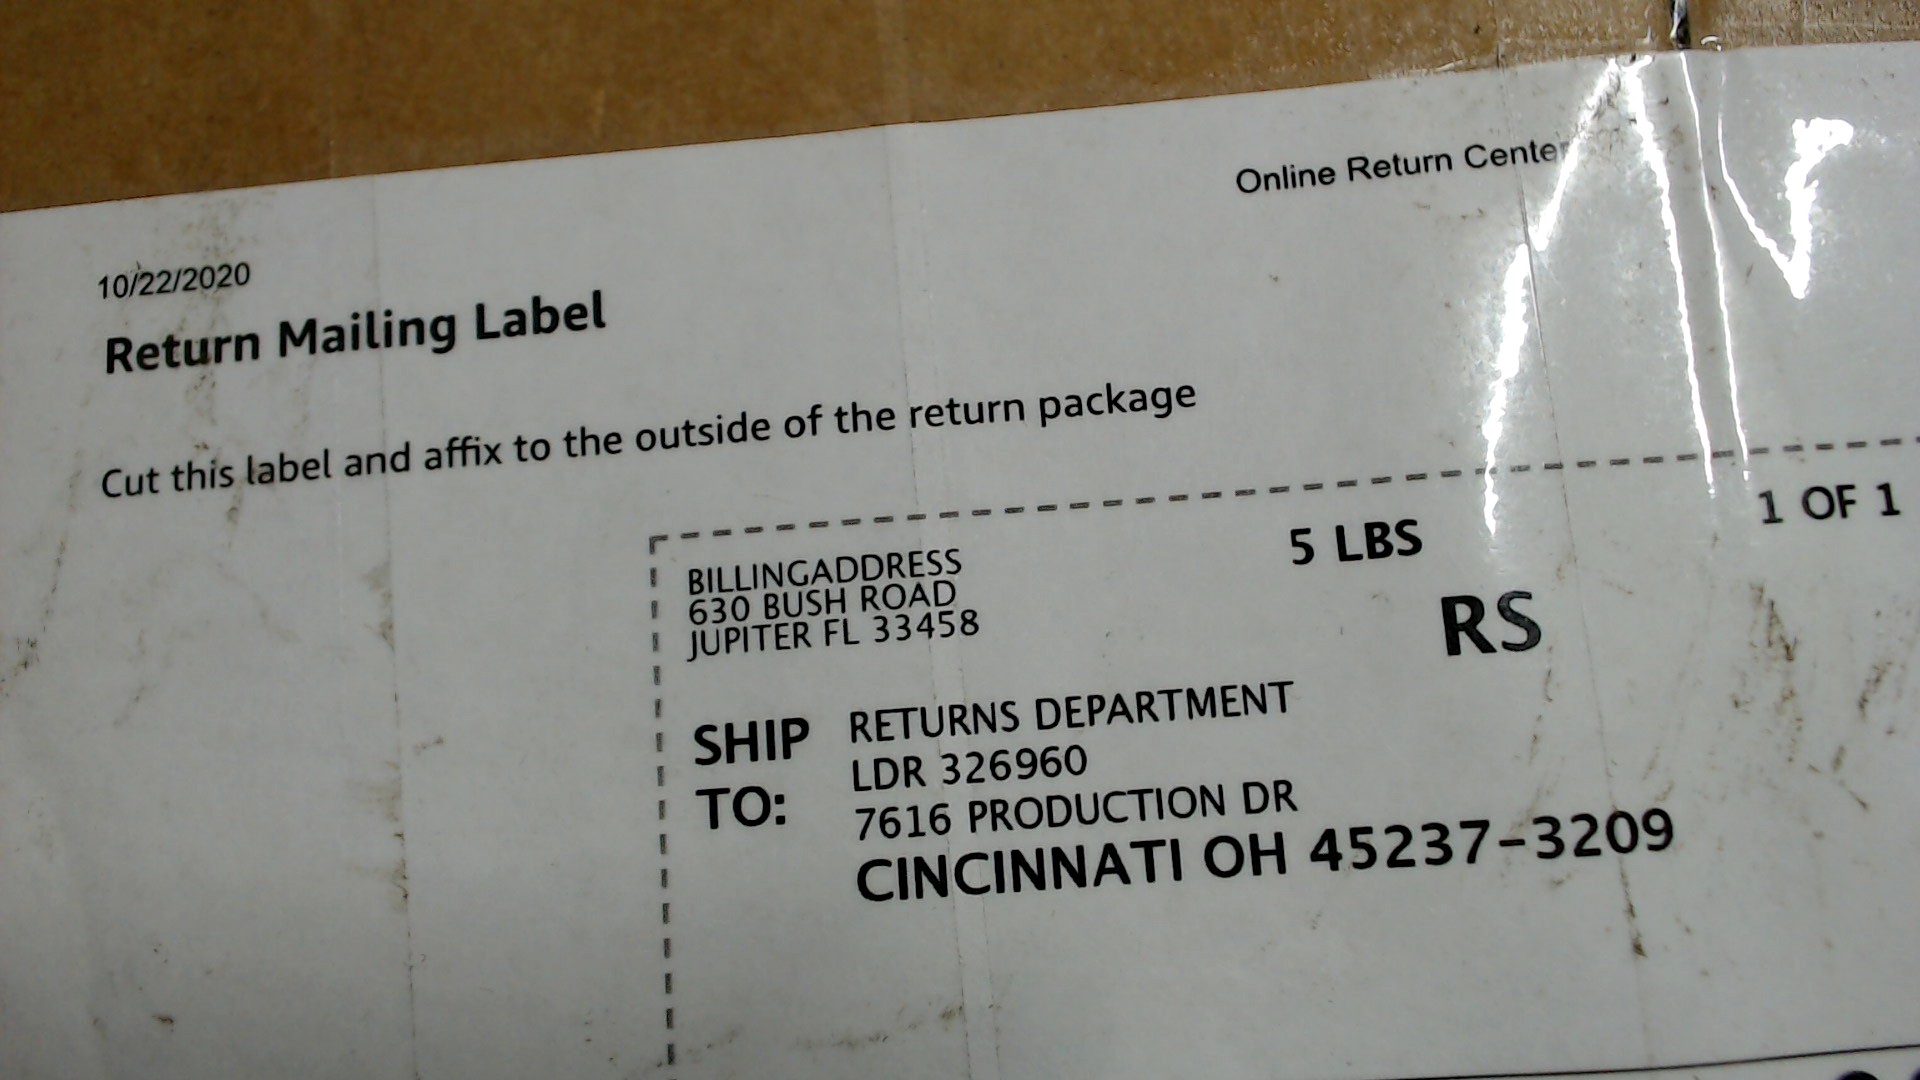 Online Return Center
10/22/2020
Return Mailing Label
Cut this label and affix to the outside of the return package
BILLINGADDRESS
630 BUSH ROAD
JUPITER FL 33458
5 LBS
1 OF 1
RS
SHIP TO:
RETURNS DEPARTMENT
LDR 326960
7616 PRODUCTION DR
CINCINNATI OH 45237-3209